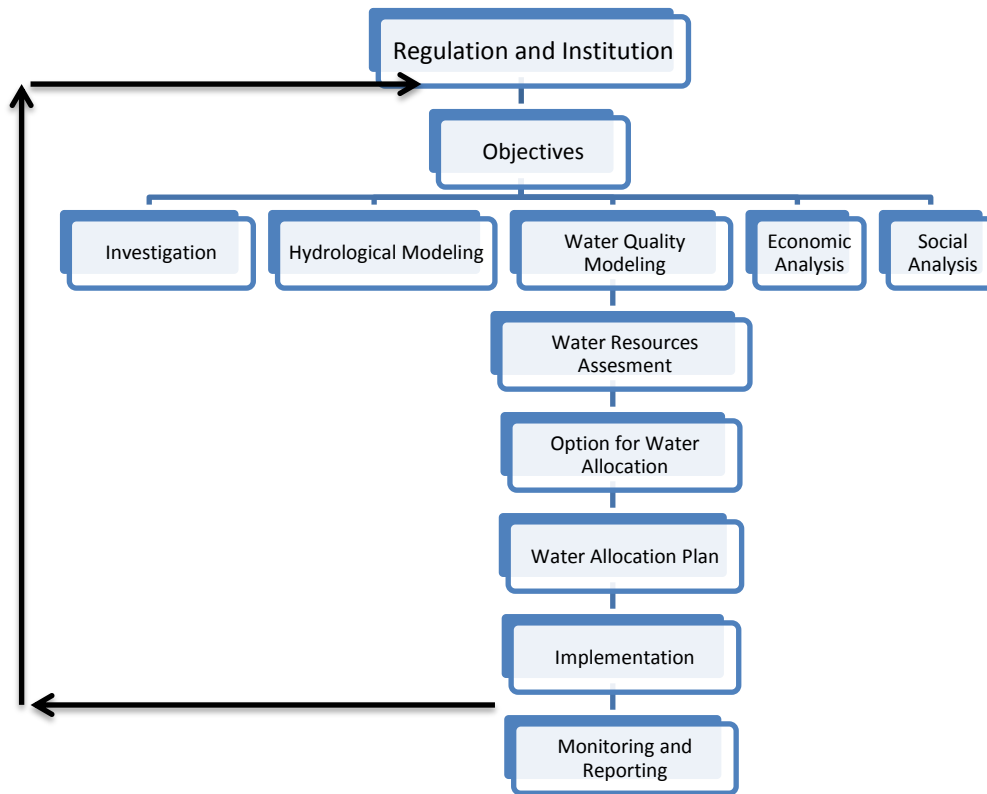 Regulation and Institution
Objectives
Investigation
Hydrological Modeling
Water Quality
Modeling
Economic
Analysis
Social
Analysis
Water Resources
Assesment
Option for Water
Allocation
Water Allocation Plan
Implementation
Monitoring and
Reporting